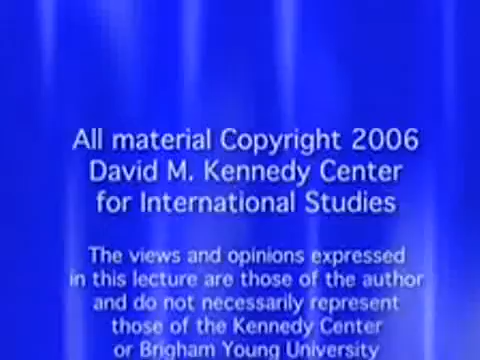 All material Copyright 2006
David M. Kennedy Center
for International Studies
The views and opinions expressed
in this lecture are those of the author
and do not necessarily represent
those of the Kennedy Center
or Brigham Young University